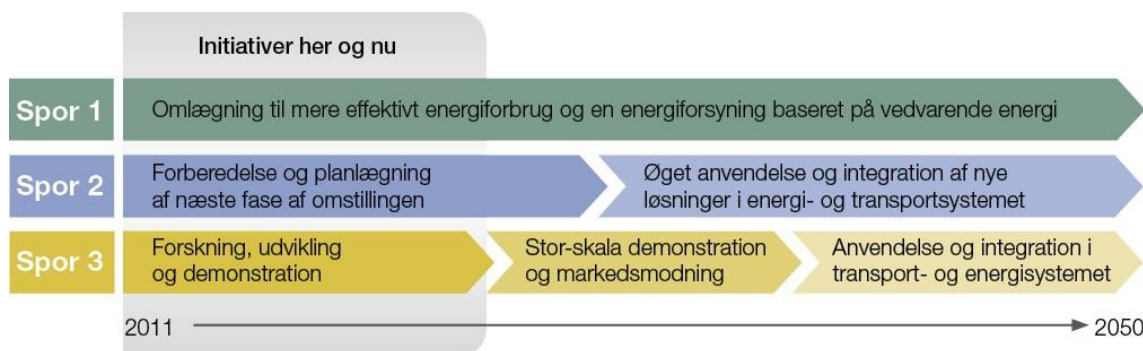 Initiativer her og nu
Spor 1
Omlægning til mere effektivt energiforbrug og en energiforsyning baseret på vedvarende energi
Spor 2
Forberedelse og planlægning
af næste fase af omstillingen
Øget anvendelse og integration af nye
løsninger i energi- og transportsystemet
Spor 3
Forskning, udvikling
og demonstration
Stor-skala demonstration
og markedsmodning
Anvendelse og integration i
transport- og energisystemet
2011
2050